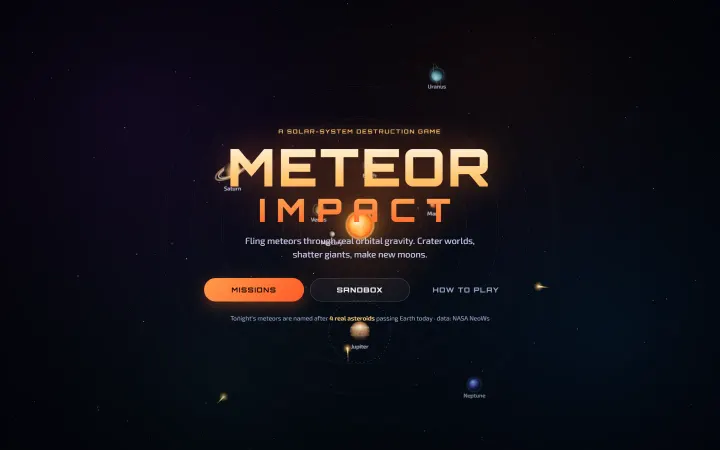 Uranus
A SOLAR-SYSTEM DESTRUCTION GAME
METEOR
Saturn
IMPACT
Fling meteors through real orbital gravity. Crater worlds,
shatter giants, make new moons.
MISSIONS
SANDBOX
HOW TO PLAY
Tonight's meteors are named after 4 real asteroids passing Earth today · data: NASA NeoWs
Jupiter
Neptune